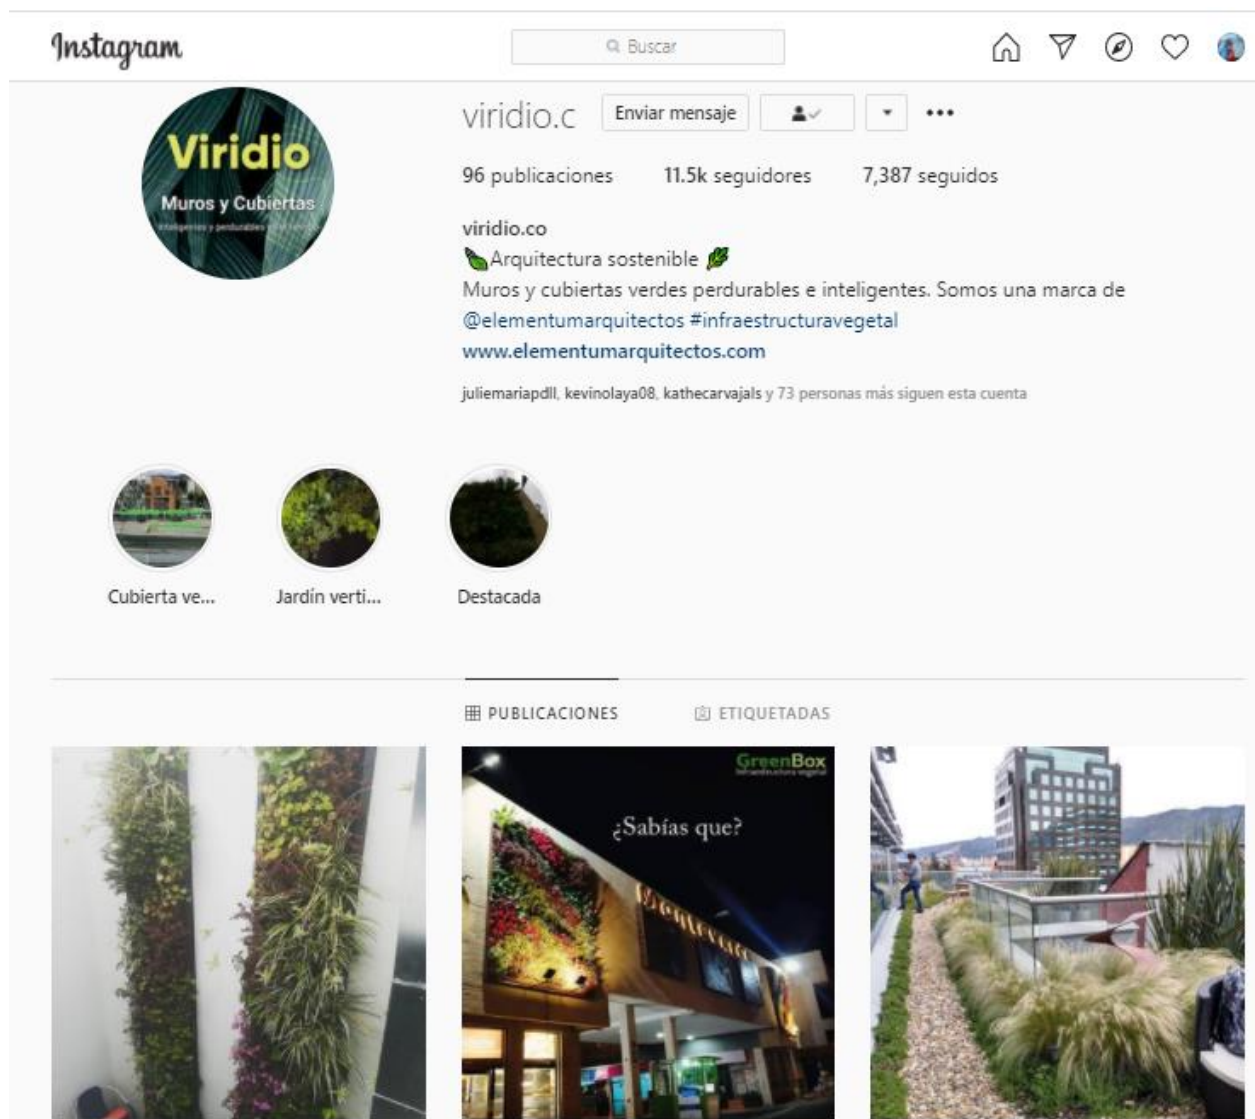 Instagram
Buscar
Viridio
Muros y Cubiertas
viridio.c
Enviar mensaje
96 publicaciones 11.5k seguidores 7,387 seguidos
viridio.co
Arquitectura sostenible
Muros y cubiertas verdes perdurables e inteligentes. Somos una marca de
@elementumarquitectos #infraestructuravegetal
www.elementumarquitectos.com
juliemariapdll, kevinolaya08, kathecarvajals y 73 personas más siguen esta cuenta
Cubierta ve... Jardín verti... Destacada
PUBLICACIONES ETIQUETADAS
GreenBox
infraestructura vegetal
¿Sabías que?